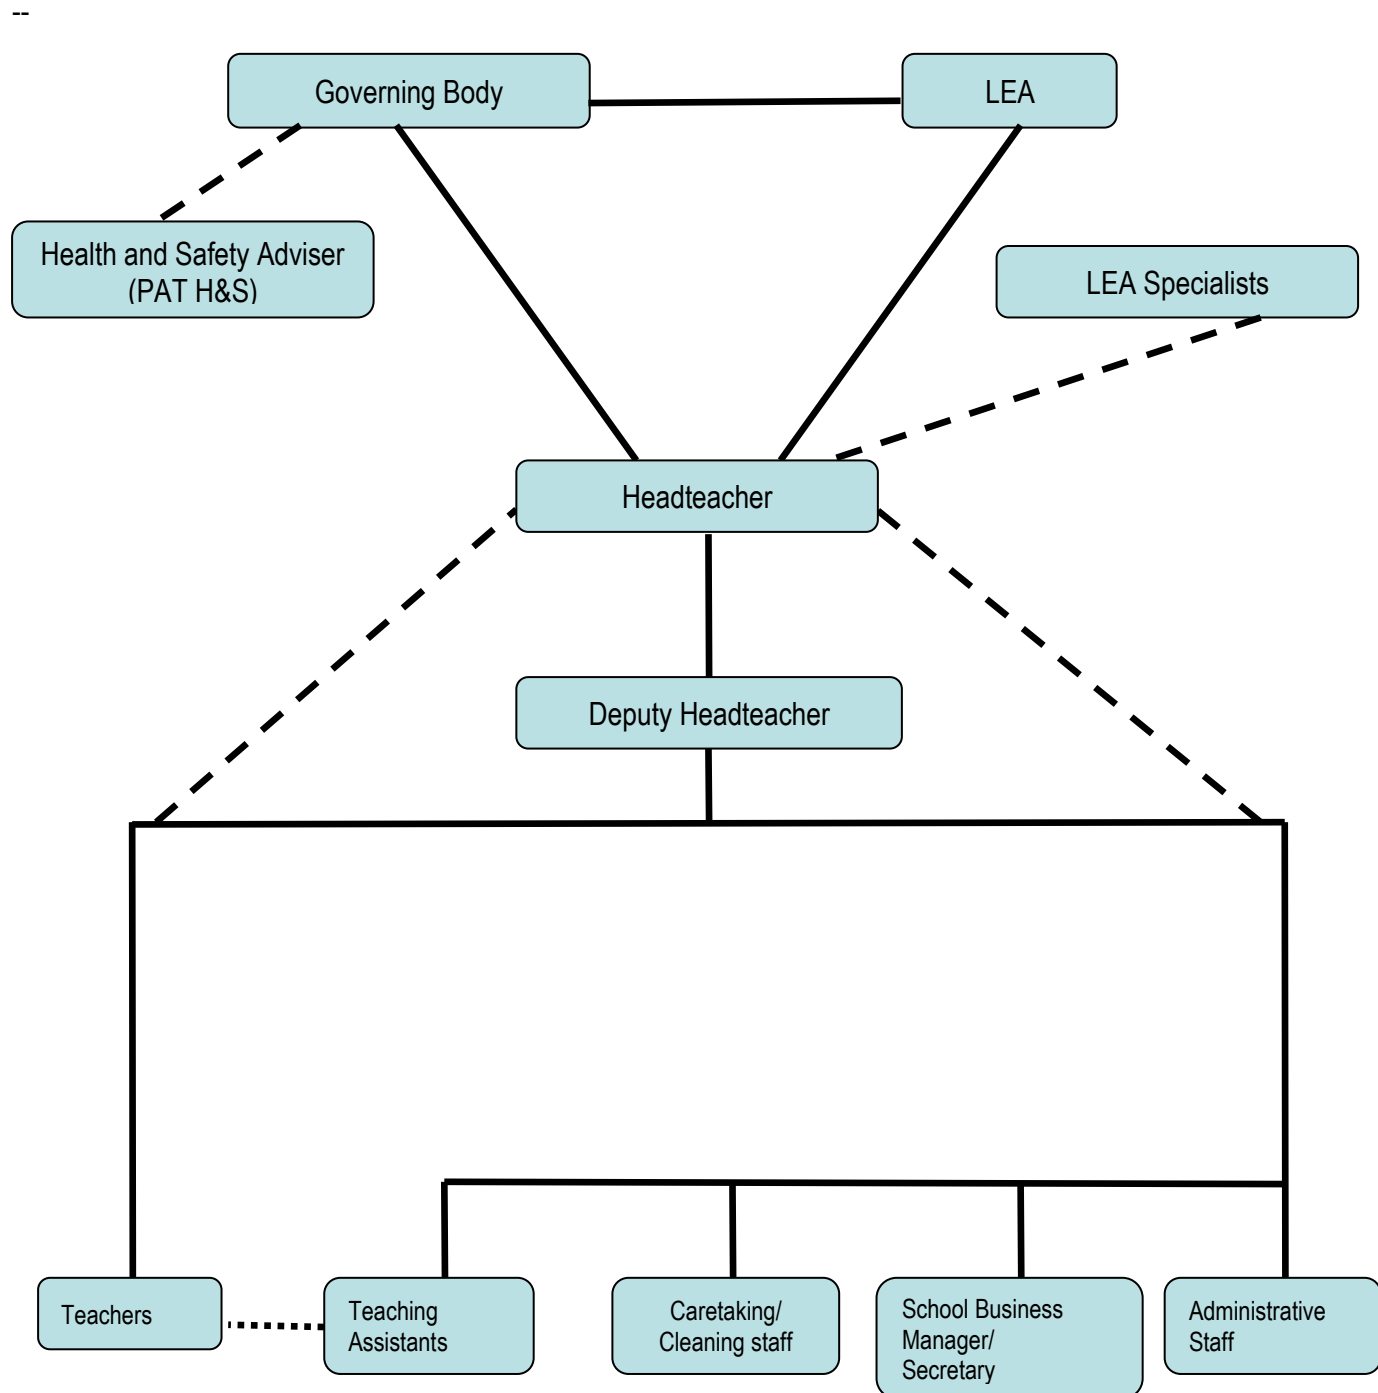 --
Governing Body
LEA
Health and Safety Adviser
(PAT H&S)
LEA Specialists
Headteacher
Deputy Headteacher
Teachers
Teaching
Assistants
Caretaking/
Cleaning staff
School Business
Manager/
Secretary
Administrative
Staff